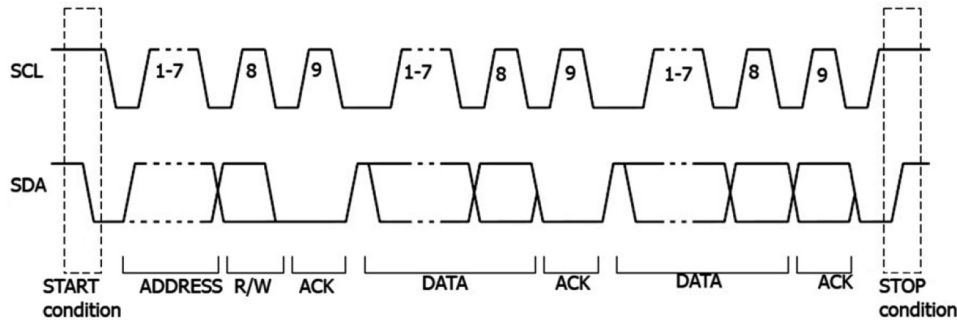 SCL 1-7 8 9 1-7 8 9 1-7 8 9
SDA
START ADDRESS R/W ACK DATA ACK DATA ACK STOP
condition condition